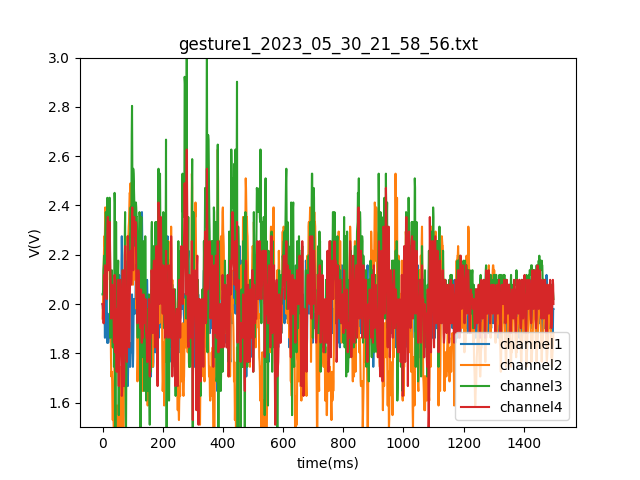 gesture1_2023_05_30_21_58_56.txt
3.0
2.8
2.6
2.4
2.2
2.0
1.8
1.6
V(V)
channel1
channel2
channel3
channel4
0 200 400 600 800 1000 1200 1400
time(ms)